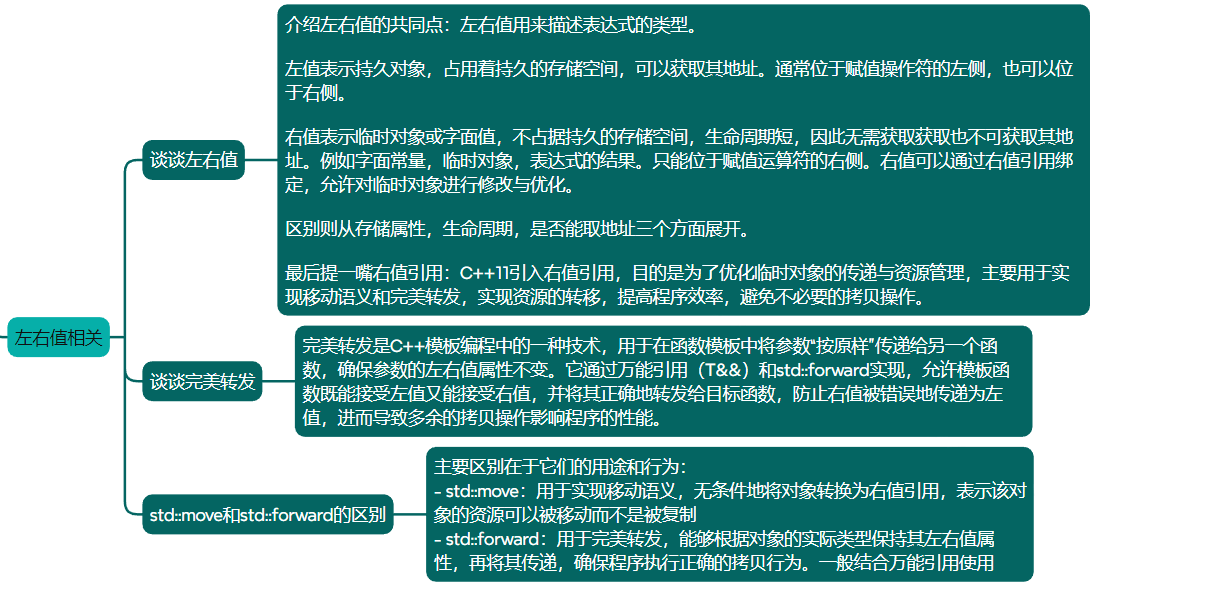 左右值相关
谈谈左右值
介绍左右值的共同点：左右值用来描述表达式的类型。
左值表示持久对象，占用着持久的存储空间，可以获取其地址。通常位于赋值操作符的左侧，也可以位
于右侧。
右值表示临时对象或字面值，不占据持久的存储空间，生命周期短，因此无需获取获取也不可获取其地
址。例如字面常量，临时对象，表达式的结果。只能位于赋值运算符的右侧。右值可以通过右值引用绑
定，允许对临时对象进行修改与优化。
区别则从存储属性，生命周期，是否能取地址三个方面展开。
最后提一嘴右值引用：C++11引入右值引用，目的是为了优化临时对象的传递与资源管理，主要用于实
现移动语义和完美转发，实现资源的转移，提高程序效率，避免不必要的拷贝操作。
谈谈完美转发
完美转发是C++模板编程中的一种技术，用于在函数模板中将参数“按原样”传递给另一个函
数，确保参数的左右值属性不变。它通过万能引用（T&&）和std::forward实现，允许模板函
数既能接受左值又能接受右值，并将其正确地转发给目标函数，防止右值被错误地传递为左
值，进而导致多余的拷贝操作影响程序的性能。
std::move和std::forward的区别
主要区别在于它们的用途和行为：
- std::move：用于实现移动语义，无条件地将对象转换为右值引用，表示该对
象的资源可以被移动而不是被复制
- std::forward：用于完美转发，能够根据对象的实际类型保持其左右值属
性，再将其传递，确保程序执行正确的拷贝行为。一般结合万能引用使用